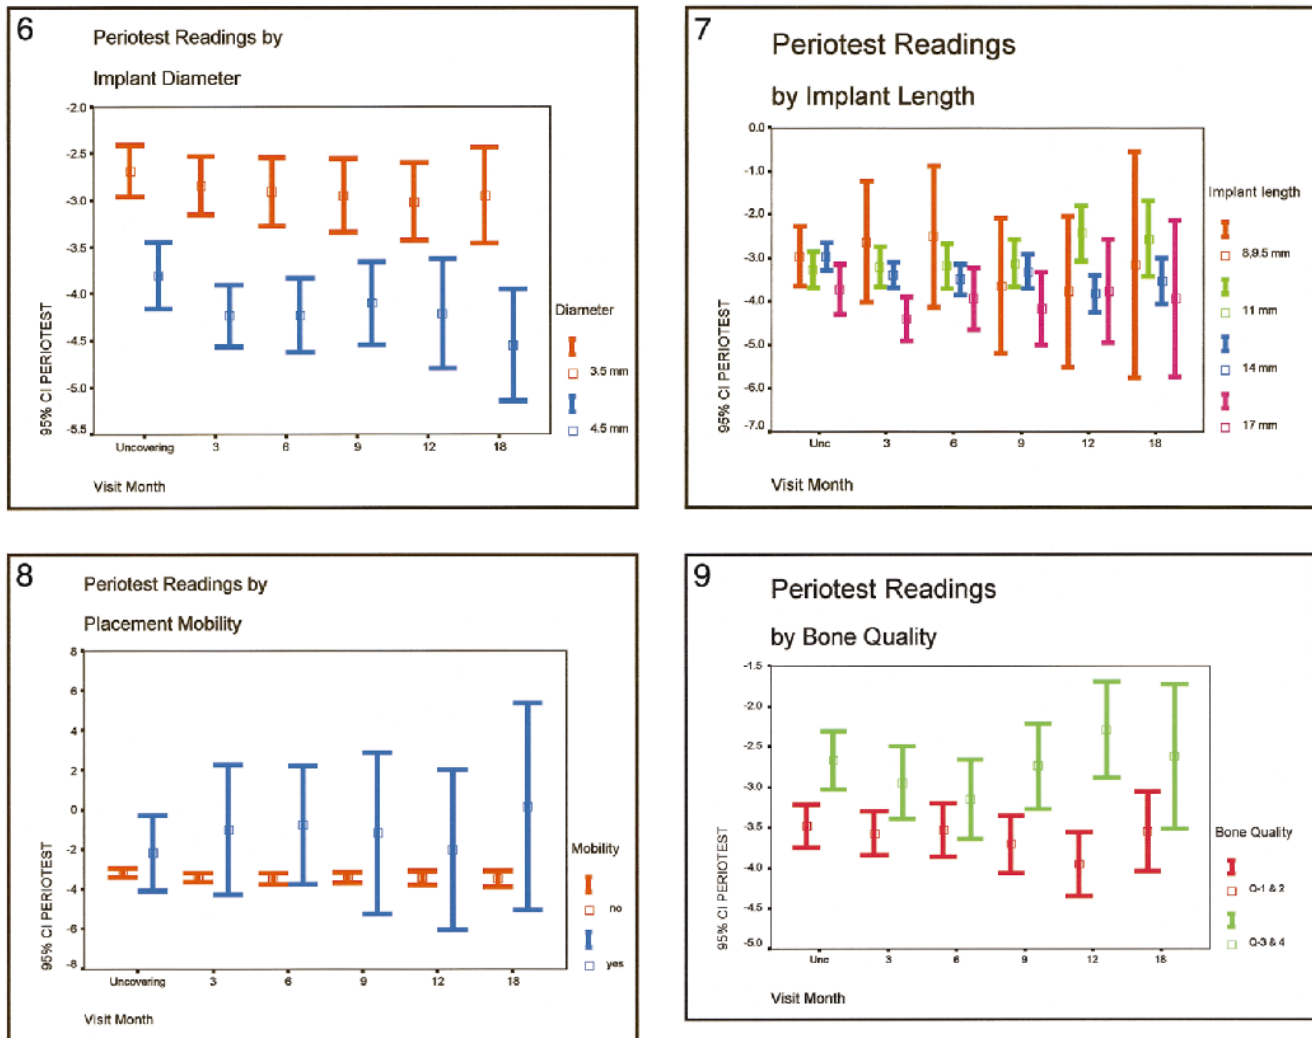 6
Periotest Readings by
Implant Diameter
-2.0
-2.5
-3.0
-3.5
-4.0
-4.5
-5.0
-5.5
95% CI PERIOTEST
Uncovering 3 6 9 12 18
Visit Month
Diameter
3.5 mm
4.5 mm
7
Periotest Readings
by Implant Length
0.0
-1.0
-2.0
-3.0
-4.0
-5.0
-6.0
-7.0
95% CI PERIOTEST
Unc 3 6 9 12 18
Visit Month
Implant length
8,9.5 mm
11 mm
14 mm
17 mm
8
Periotest Readings by
Placement Mobility
8
6
4
2
0
-2
-4
-6
-8
95% CI PERIOTEST
Uncovering 3 6 9 12 18
Visit Month
Mobility
no
yes
9
Periotest Readings
by Bone Quality
-1.5
-2.0
-2.5
-3.0
-3.5
-4.0
-4.5
-5.0
95% CI PERIOTEST
Unc 3 6 9 12 18
Visit Month
Bone Quality
Q-1 & 2
Q-3 & 4